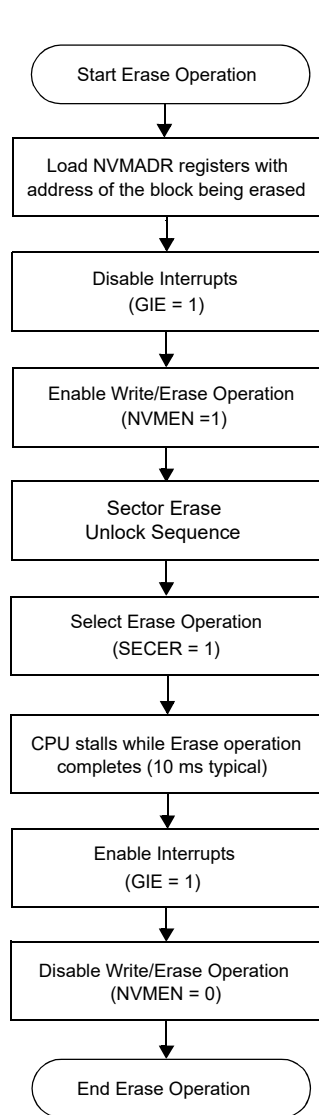 Start Erase Operation
Load NVMADR registers with
address of the block being erased
Disable Interrupts
(GIE = 1)
Enable Write/Erase Operation
(NVMEN =1)
Sector Erase
Unlock Sequence
Select Erase Operation
(SECER = 1)
CPU stalls while Erase operation
completes (10 ms typical)
Enable Interrupts
(GIE = 1)
Disable Write/Erase Operation
(NVMEN = 0)
End Erase Operation